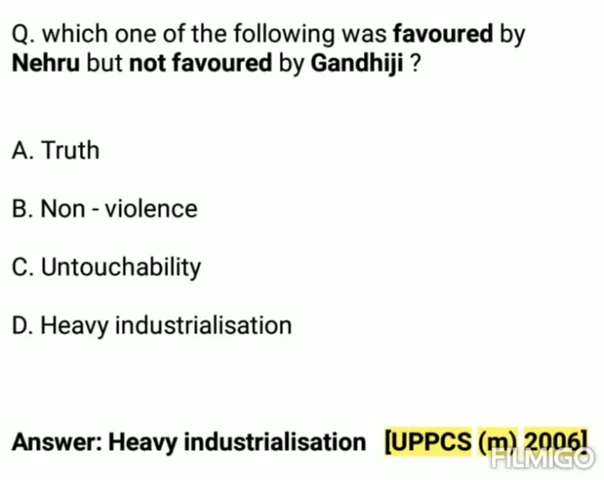 Q. which one of the following was favoured by
Nehru but not favoured by Gandhiji ?
A. Truth
B. Non - violence
C. Untouchability
D. Heavy industrialisation
Answer: Heavy industrialisation [UPPCS (m) 2006]
FILMIGO